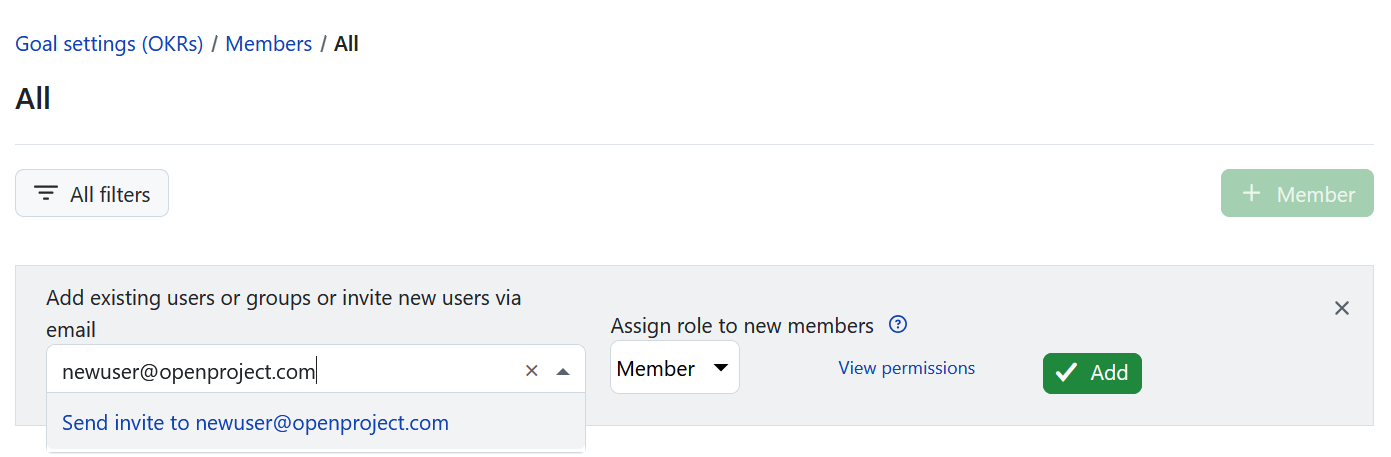 Goal settings (OKRs) / Members / All
All
All filters
+ Member
Add existing users or groups or invite new users via
email
Assign role to new members ?
newuser@openproject.com
Member
View permissions
Add
Send invite to newuser@openproject.com